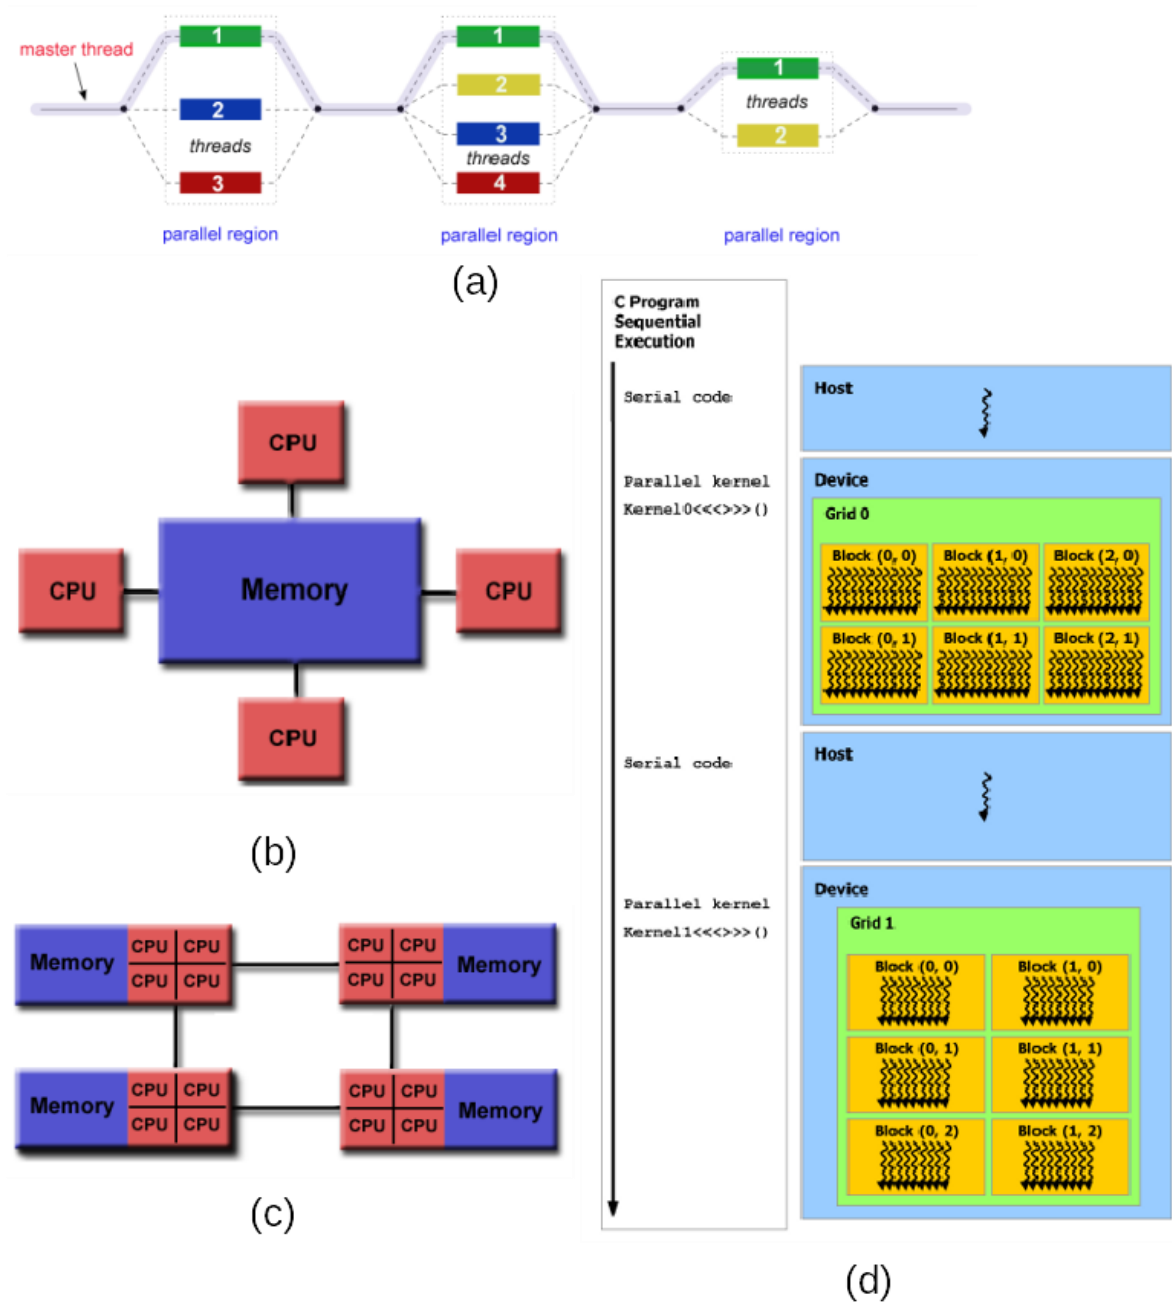 master thread
1
2
threads
3
parallel region
1
2
3
threads
4
parallel region
1
threads
2
parallel region
(a)
CPU
CPU
Memory
CPU
CPU
(b)
Memory
CPU CPU
CPU CPU
CPU CPU
CPU CPU
Memory
Memory
CPU CPU
CPU CPU
CPU CPU
CPU CPU
Memory
(c)
C Program
Sequential
Execution
Serial code
Parallel kernel
Kernel0<<<>>>()
Serial code
Parallel kernel
Kernel1<<<>>>()
Host
Device
Grid 0
Block (0, 0) Block (1, 0) Block (2, 0)
Block (0, 1) Block (1, 1) Block (2, 1)
Host
Device
Grid 1
Block (0, 0) Block (1, 0)
Block (0, 1) Block (1, 1)
Block (0, 2) Block (1, 2)
(d)